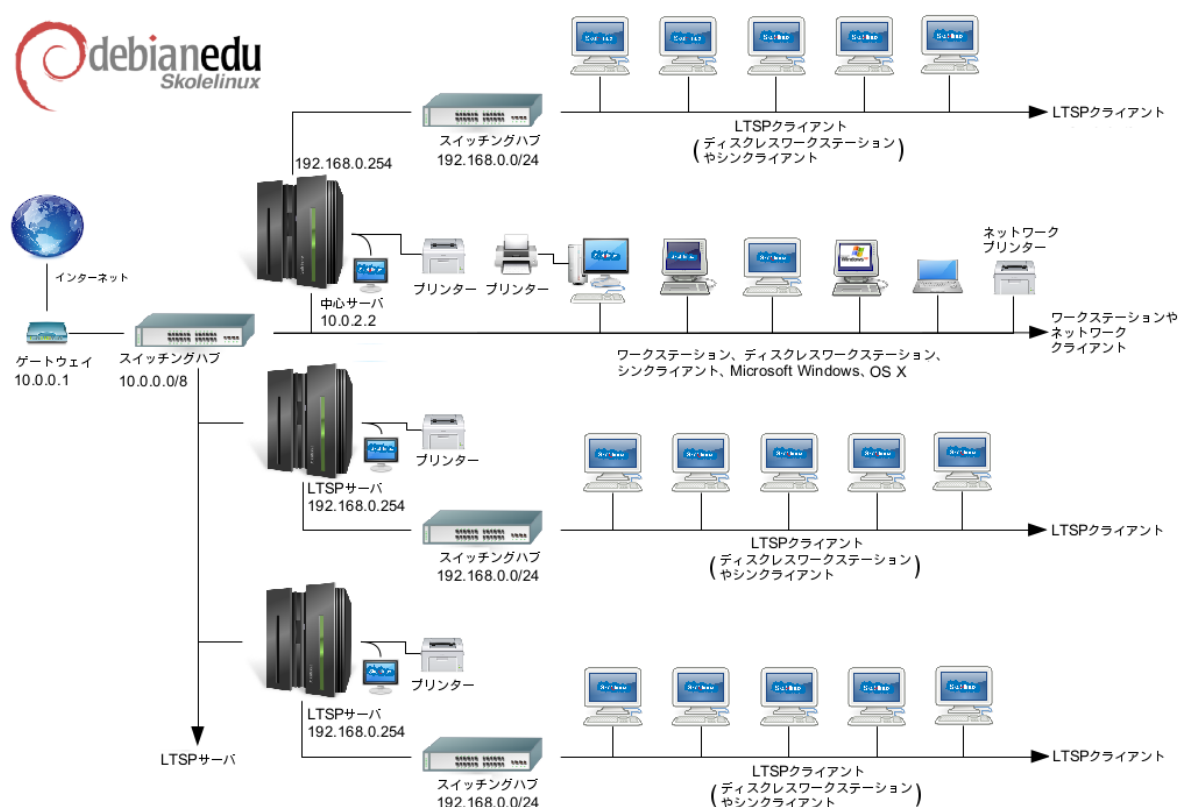 debianedu
Skolelinux
スイッチングハブ
192.168.0.0/24
LTSPクライアント
(ディスクレスワークステーション
やシンクライアント)
LTSPクライアント
192.168.0.254
インターネット
中心サーバ
10.0.2.2
プリンター
プリンター
ネットワーク
プリンター
ゲートウェイ
10.0.0.1
スイッチングハブ
10.0.0.0/8
ワークステーション、ディスクレスワークステーション、
シンクライアント、Microsoft Windows、OS X
ワークステーションや
ネットワーク
クライアント
プリンター
LTSPサーバ
192.168.0.254
スイッチングハブ
192.168.0.0/24
LTSPクライアント
(ディスクレスワークステーション
やシンクライアント)
LTSPクライアント
プリンター
LTSPサーバ
192.168.0.254
LTSPサーバ
スイッチングハブ
192.168.0.0/24
LTSPクライアント
(ディスクレスワークステーション
やシンクライアント)
LTSPクライアント